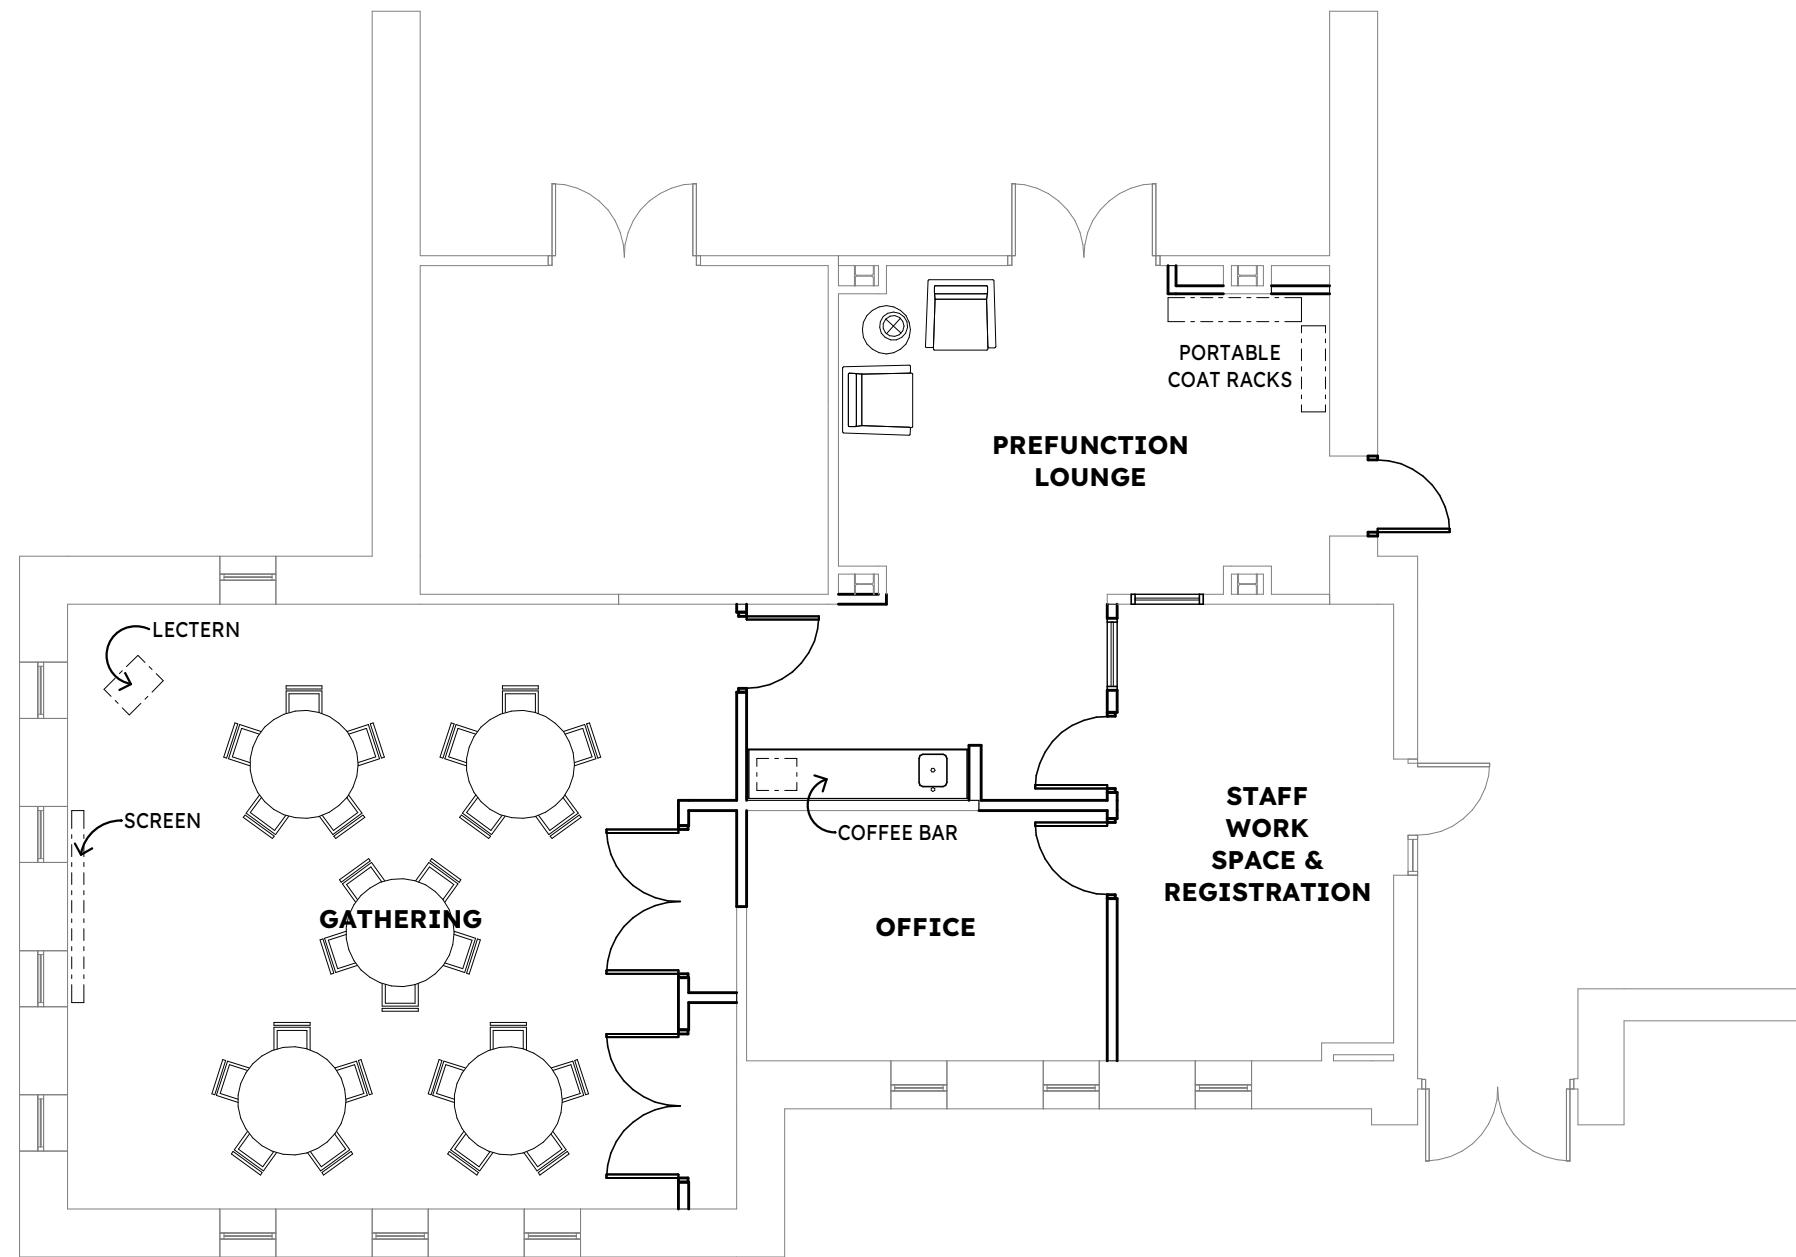 PORTABLE
COAT RACKS
PREFUNCTION
LOUNGE
LECTERN
SCREEN
COFFEE BAR
STAFF
WORK
SPACE &
REGISTRATION
GATHERING
OFFICE